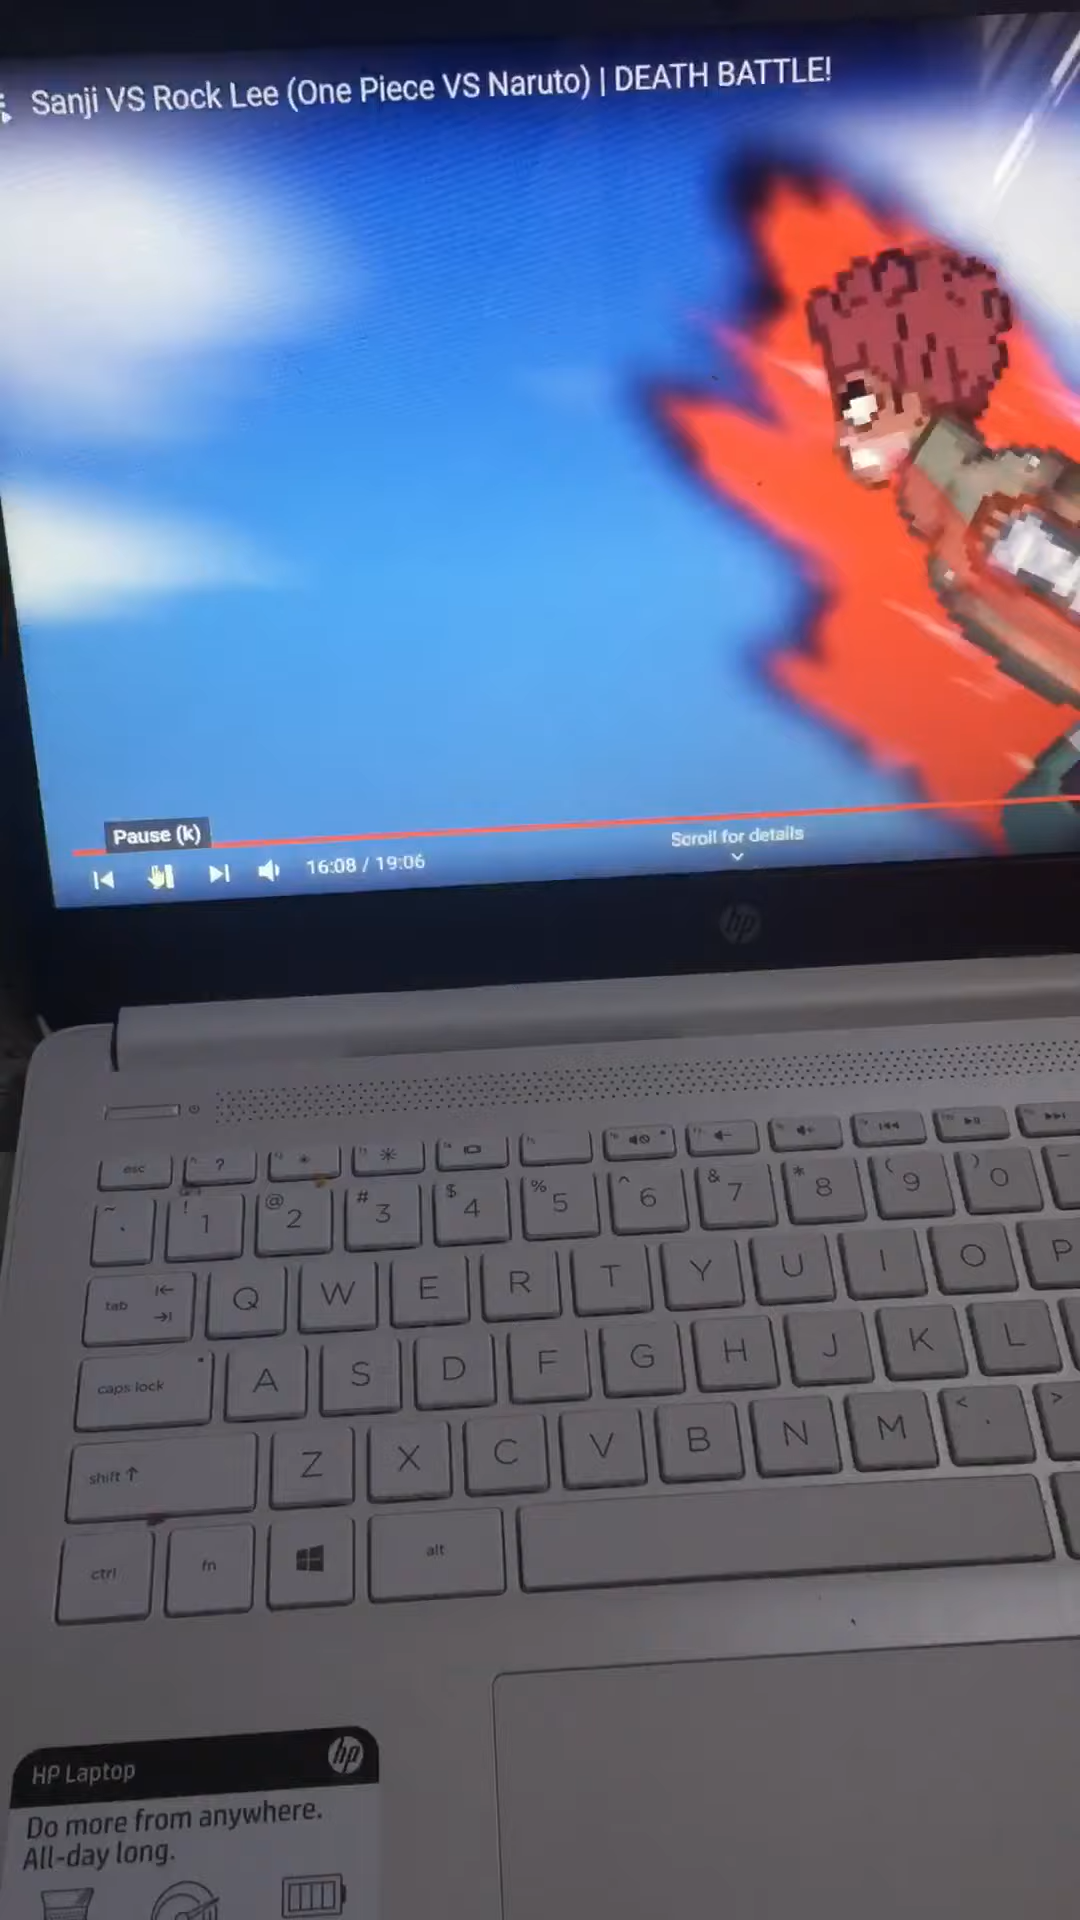 Sanji VS Rock Lee (One Piece VS Naruto) | DEATH BATTLE!
Pause (k)
Scroll for details
16:08 / 19:06
hp
esc ?
~ ! 1 @ 2 # 3 $ 4 % 5 ^ 6 & 7 * 8 ( 9 ) 0
tab Q W E R T Y U I O P
caps lock A S D F G H J K L
shift Z X C V B N M < >
ctrl fn alt
HP Laptop hp
Do more from anywhere.
All-day long.